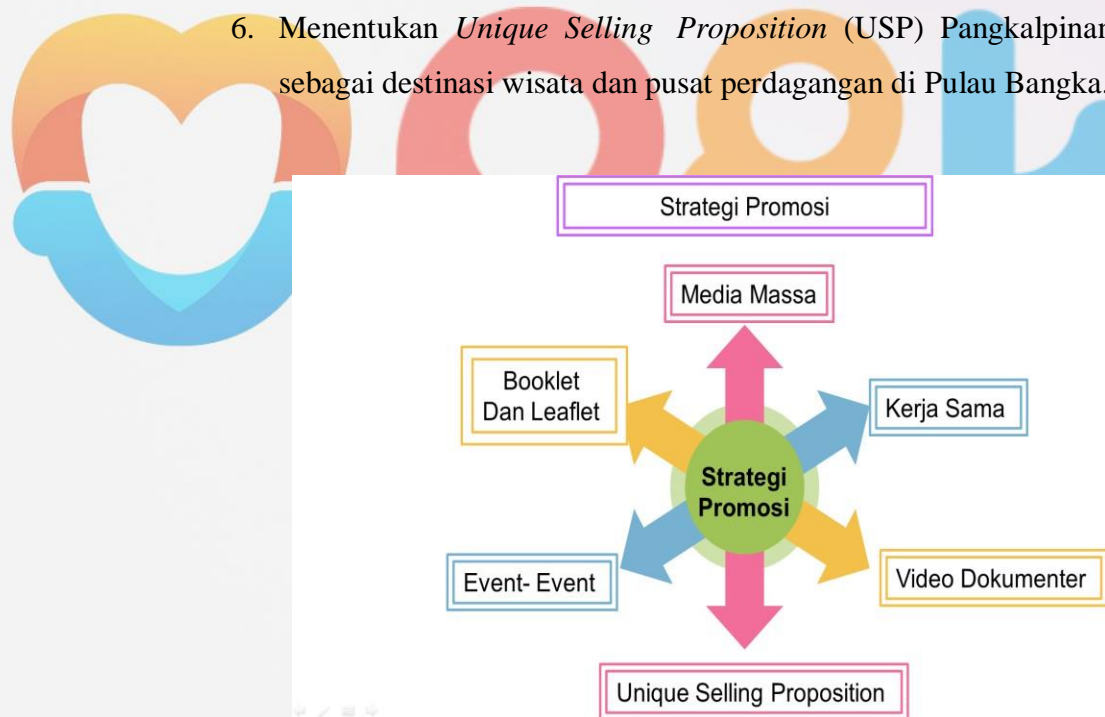 6. Menentukan Unique Selling Proposition (USP) Pangkalpinan
sebagai destinasi wisata dan pusat perdagangan di Pulau Bangka.
Strategi Promosi
Media Massa
Booklet
Dan Leaflet
Kerja Sama
Strategi
Promosi
Event- Event
Video Dokumenter
Unique Selling Proposition